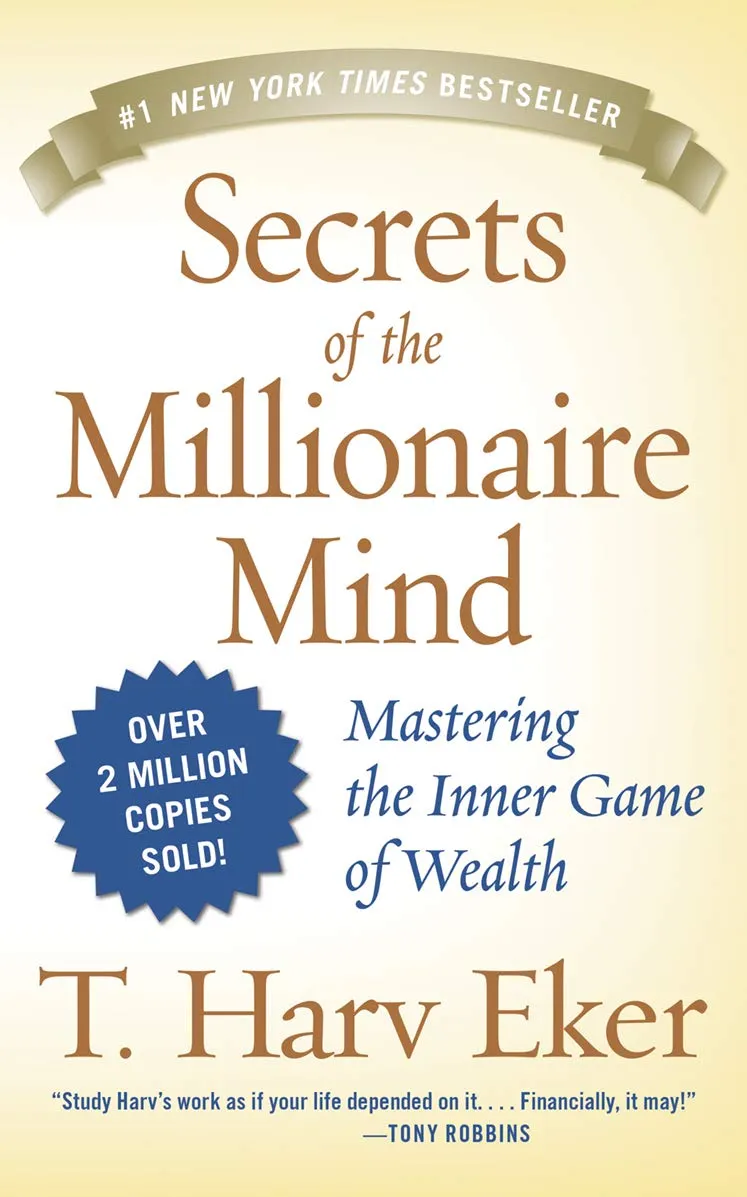 #1 NEW YORK TIMES BESTSELLER
Secrets
of the
Millionaire
Mind
OVER
2 MILLION
COPIES
SOLD!
Mastering
the Inner Game
of Wealth
T. Harv Eker
“Study Harv’s work as if your life depended on it. . . . Financially, it may!”
—TONY ROBBINS